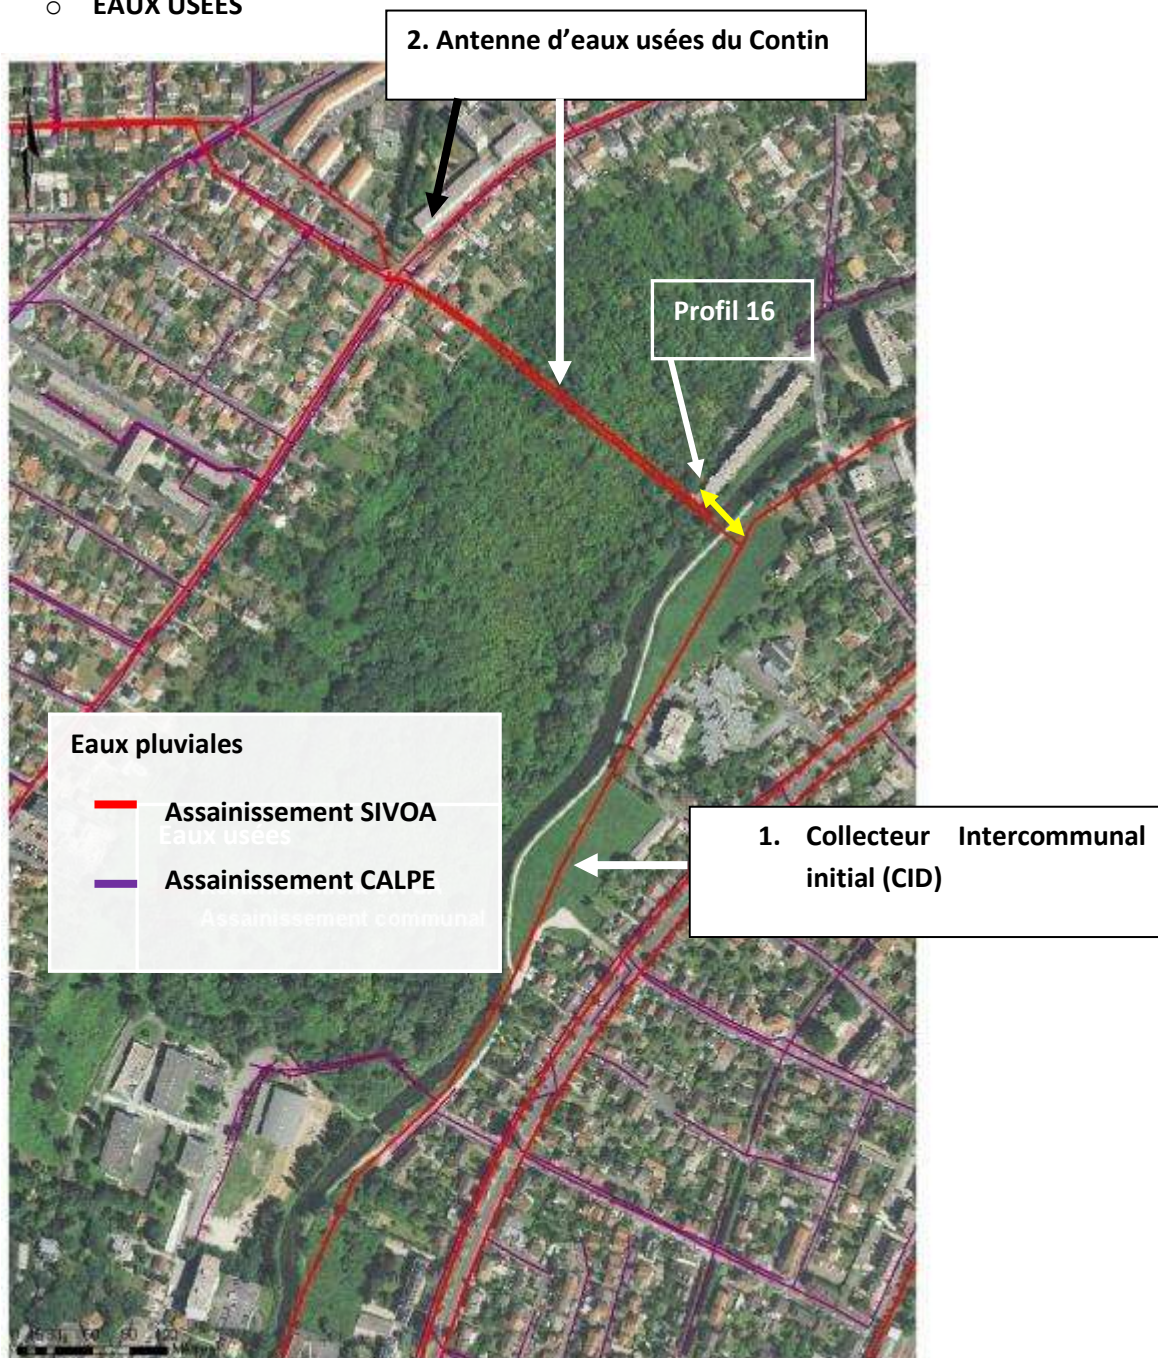 ○ EAUX USEES
2. Antenne d’eaux usées du Contin
N
Profil 16
Eaux pluviales
Assainissement SIVOA
Eaux usées
Assainissement CALPE
Assainissement communal
1. Collecteur Intercommunal
initial (CID)